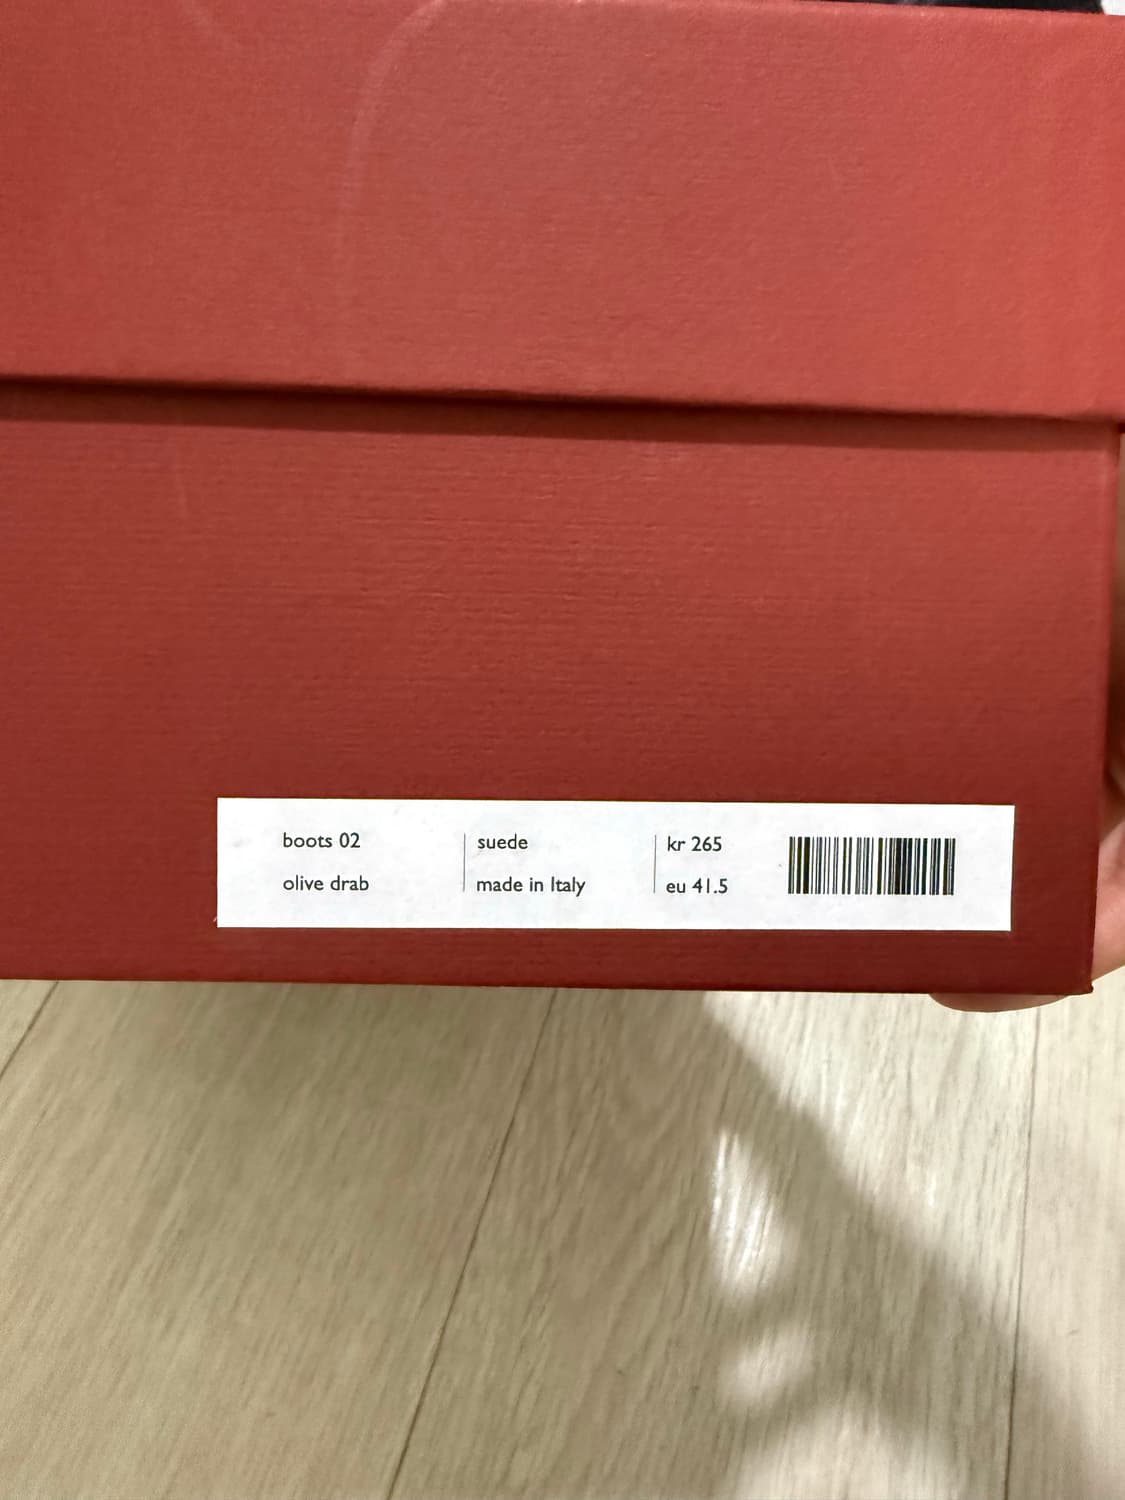 boots 02
olive drab
suede
made in Italy
kr 265
eu 41.5